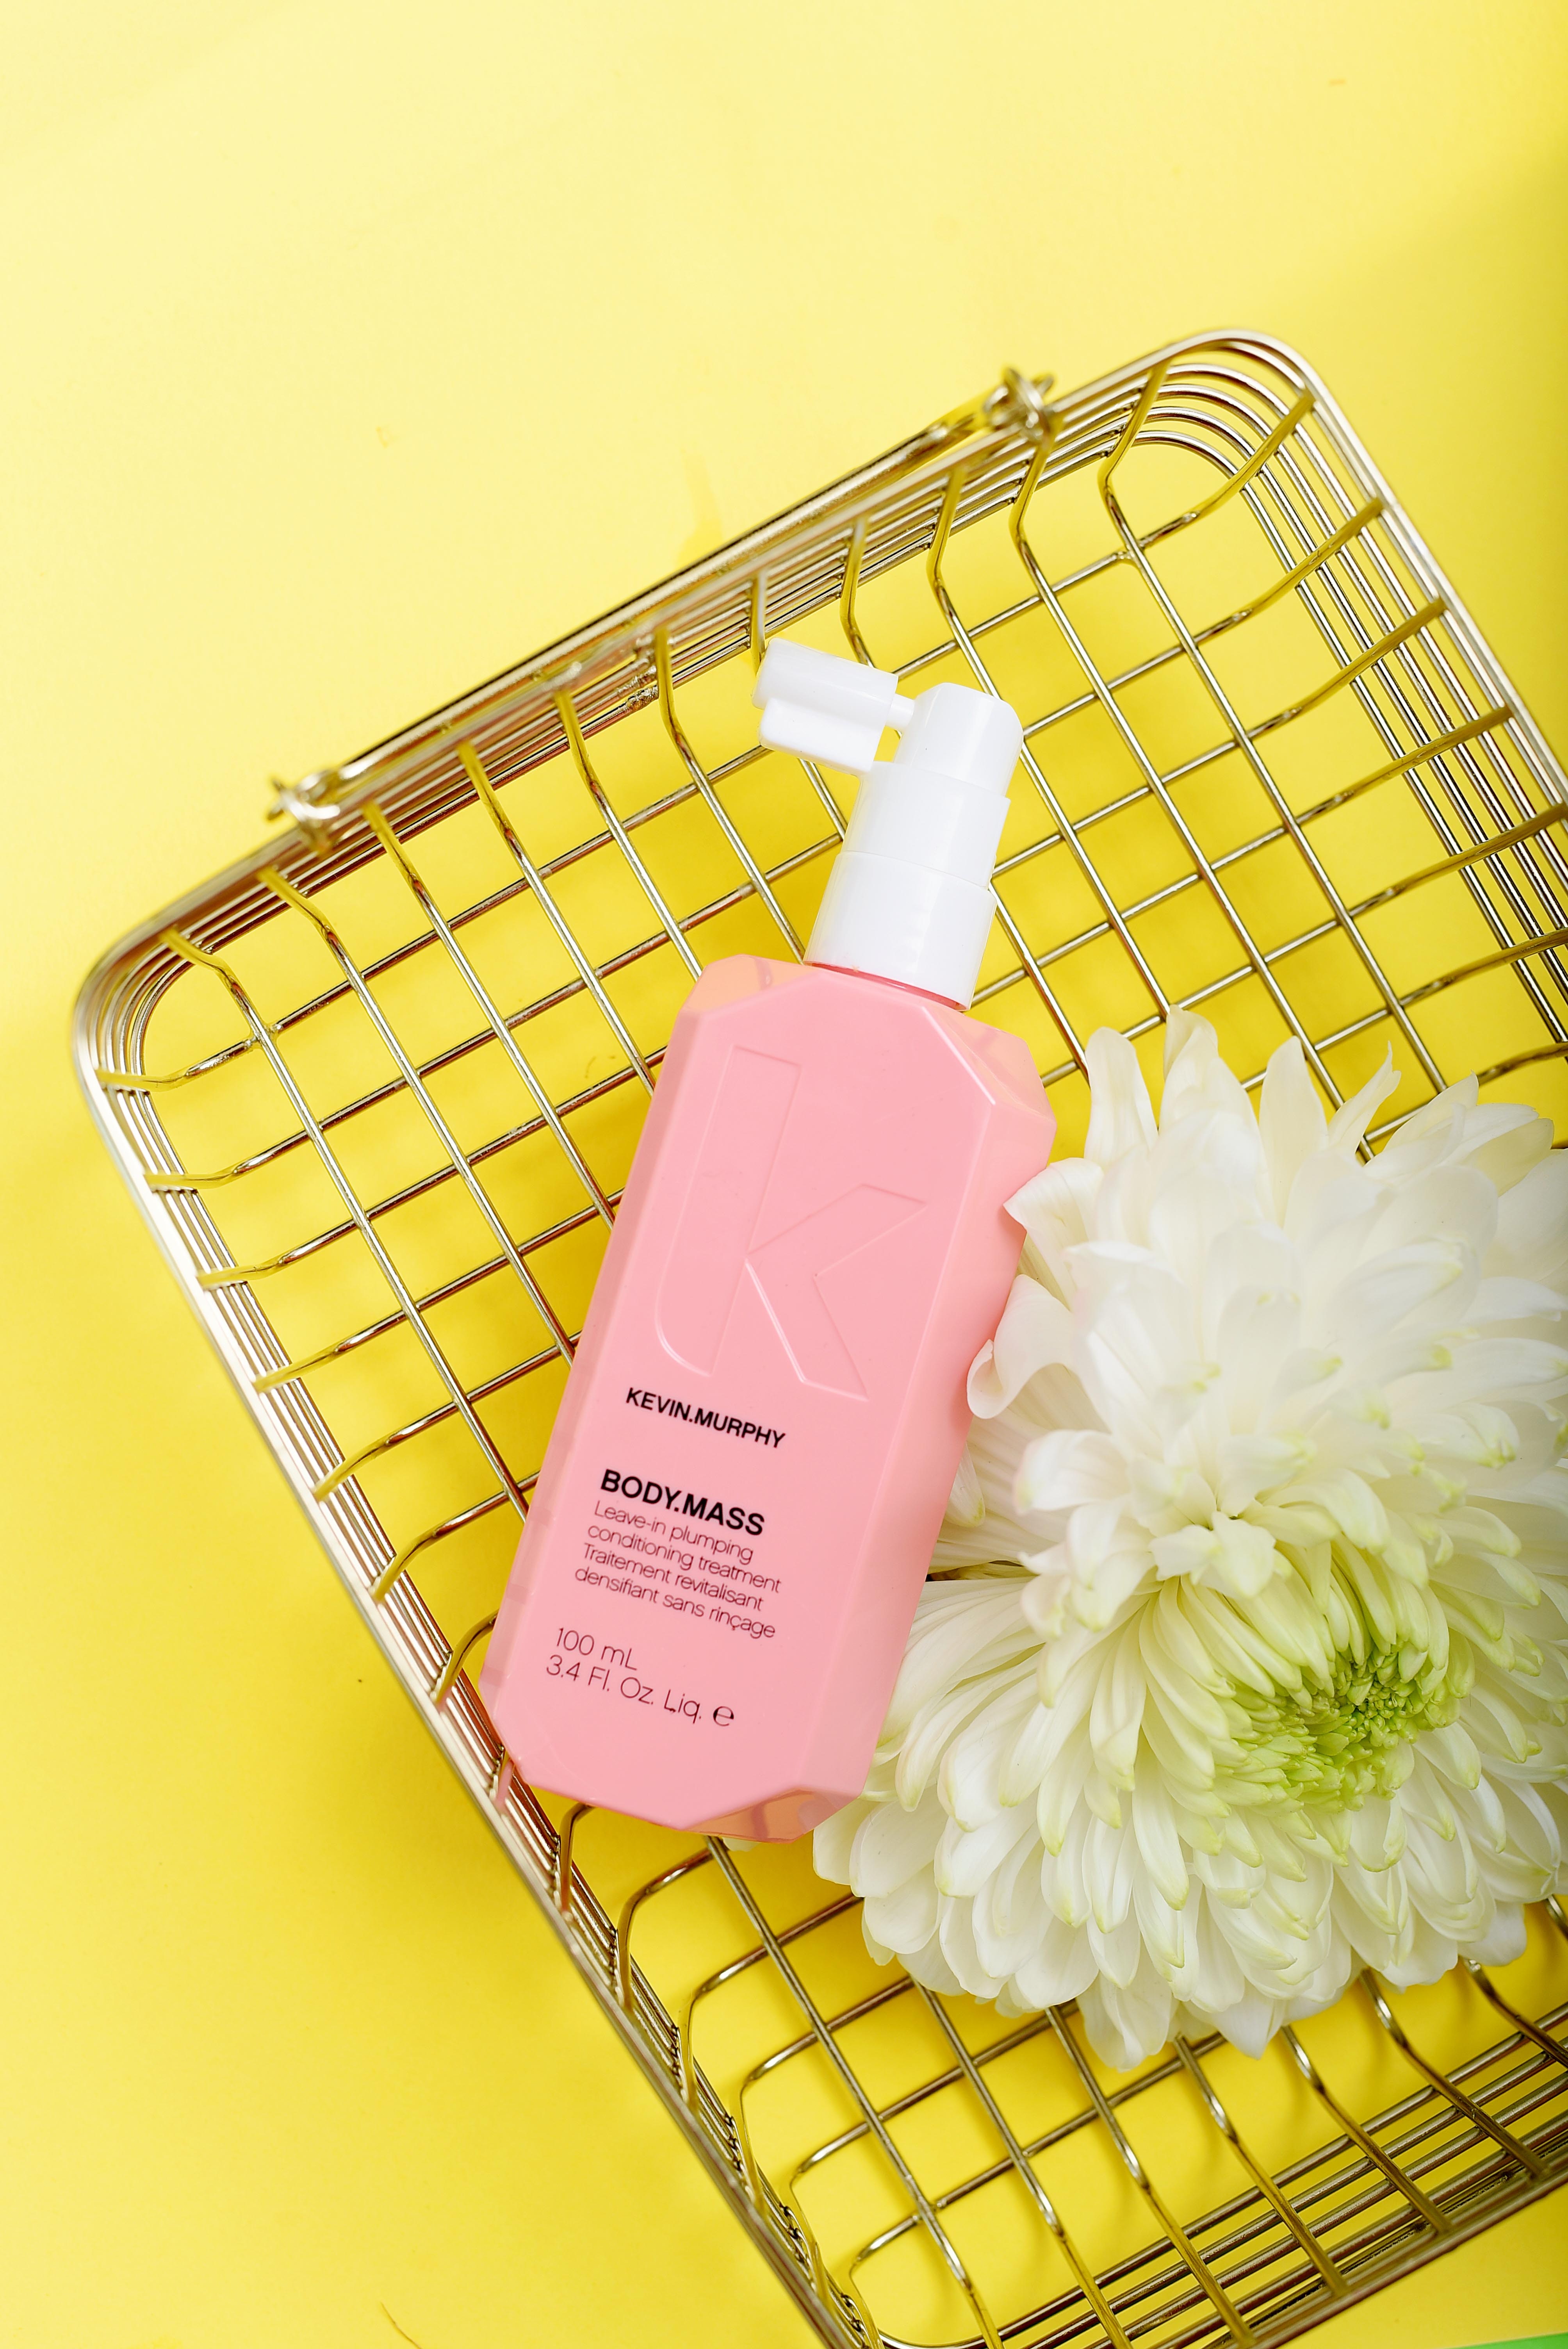 K
KEVIN.MURPHY
BODY.MASS
Leave-in plumping
conditioning treatment
Traitement revitalisant
densifiant sans rinçage
100 mL
3.4 Fl. Oz. Liq. ℮